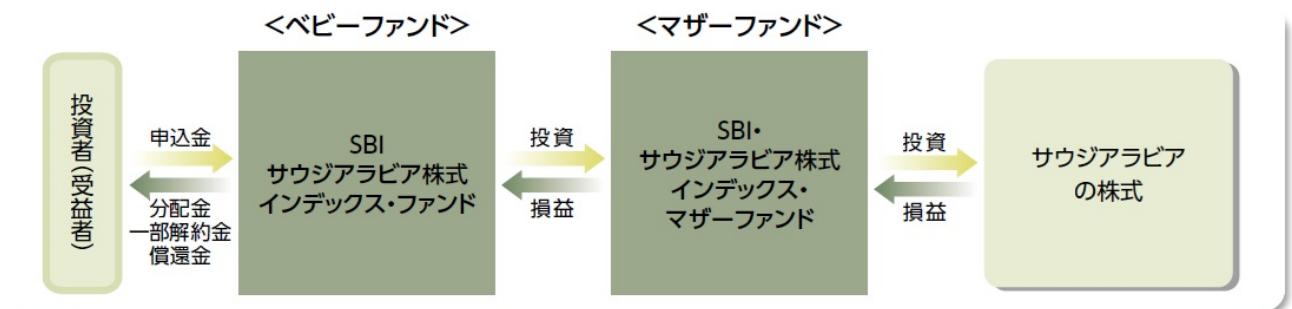 <ベビーファンド>
<マザーファンド>
投資者(受益者)
申込金
分配金
一部解約金
償還金
SBI
サウジアラビア株式
インデックス・ファンド
投資
損益
SBI・
サウジアラビア株式
インデックス・
マザーファンド
投資
損益
サウジアラビア
の株式